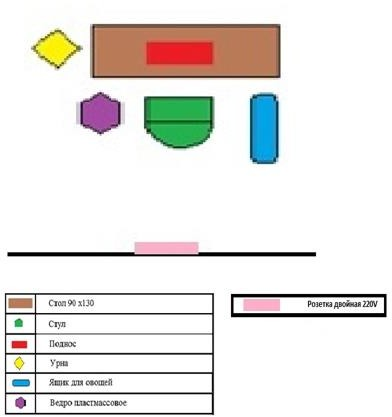 Стол 90 х130
Стул
Поднос
Урна
Ящик для овощей
Ведро пластмассовое
Розетка двойная 220V